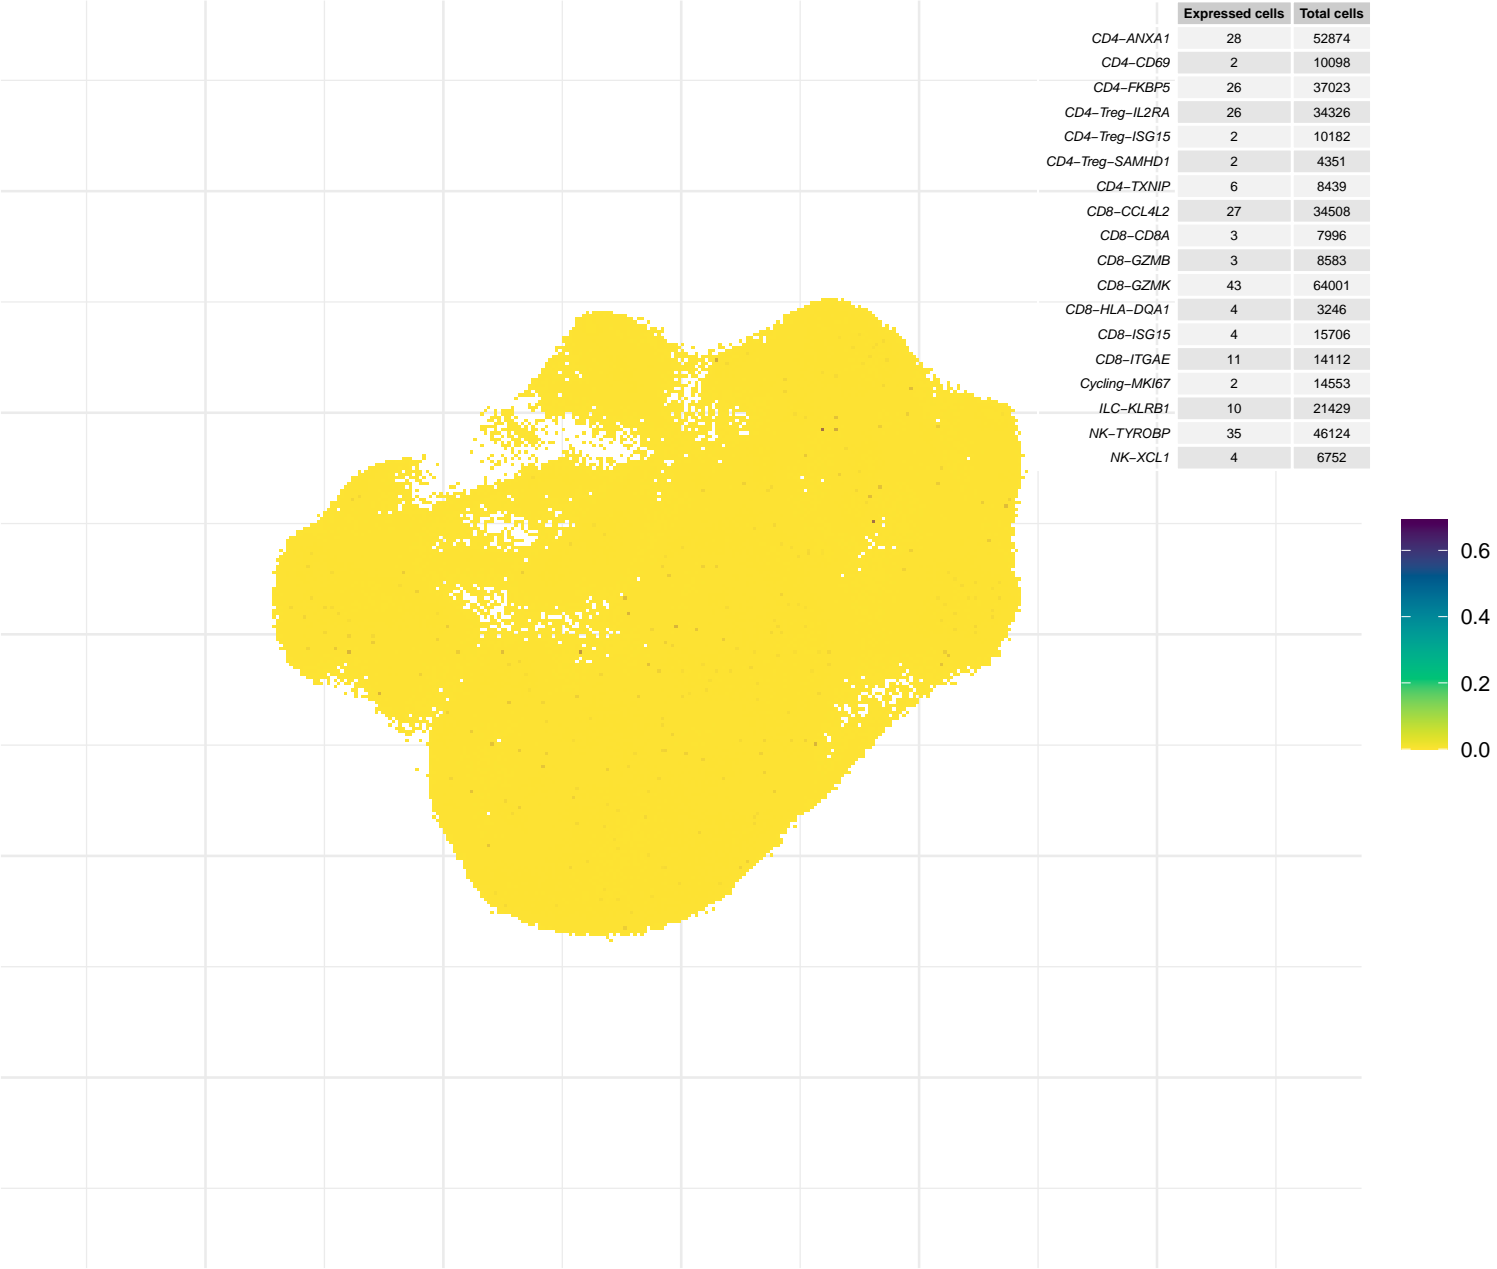 Expressed cells Total cells
CD4−ANXA1 28 52874
CD4−CD69 2 10098
CD4−FKBP5 26 37023
CD4−Treg−IL2RA 26 34326
CD4−Treg−ISG15 2 10182
CD4−Treg−SAMHD1 2 4351
CD4−TXNIP 6 8439
CD8−CCL4L2 27 34508
CD8−CD8A 3 7996
CD8−GZMB 3 8583
CD8−GZMK 43 64001
CD8−HLA−DQA1 4 3246
CD8−ISG15 4 15706
CD8−ITGAE 11 14112
Cycling−MKI67 2 14553
ILC−KLRB1 10 21429
NK−TYROBP 35 46124
NK−XCL1 4 6752
0.6
0.4
0.2
0.0